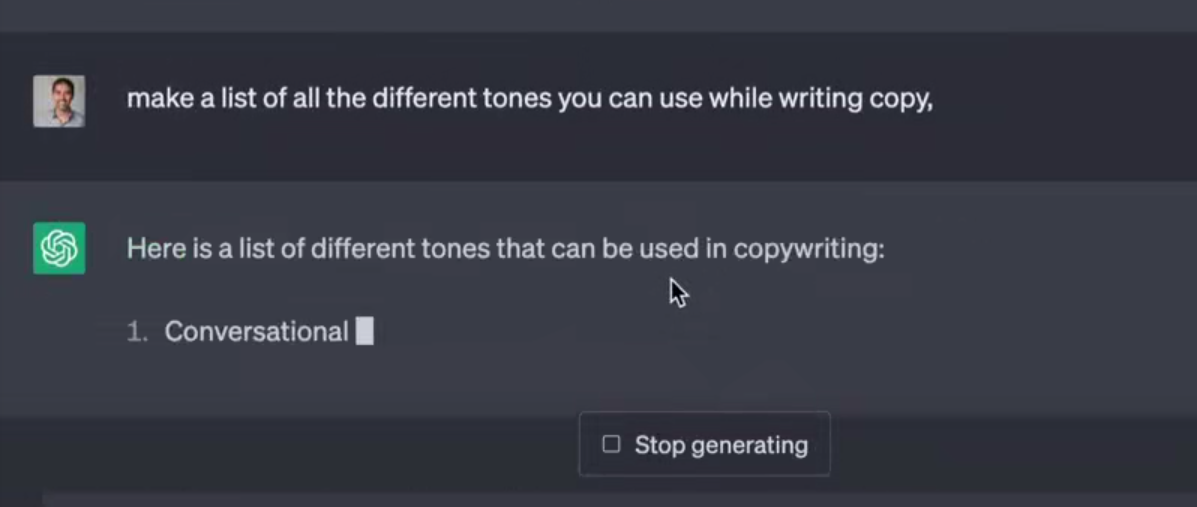 make a list of all the different tones you can use while writing copy,
Here is a list of different tones that can be used in copywriting:
1. Conversational
Stop generating